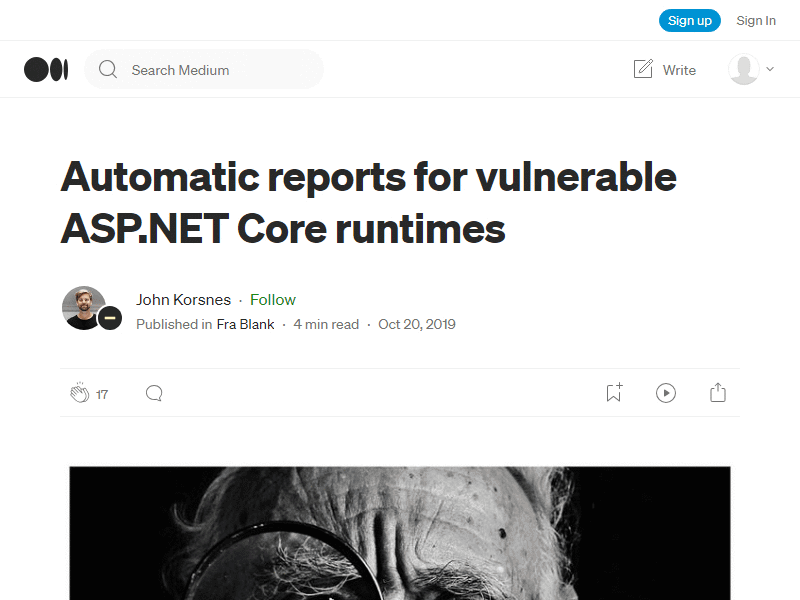 Sign up Sign In
Search Medium Write
Automatic reports for vulnerable
ASP.NET Core runtimes
John Korsnes · Follow
Published in Fra Blank · 4 min read · Oct 20, 2019
17